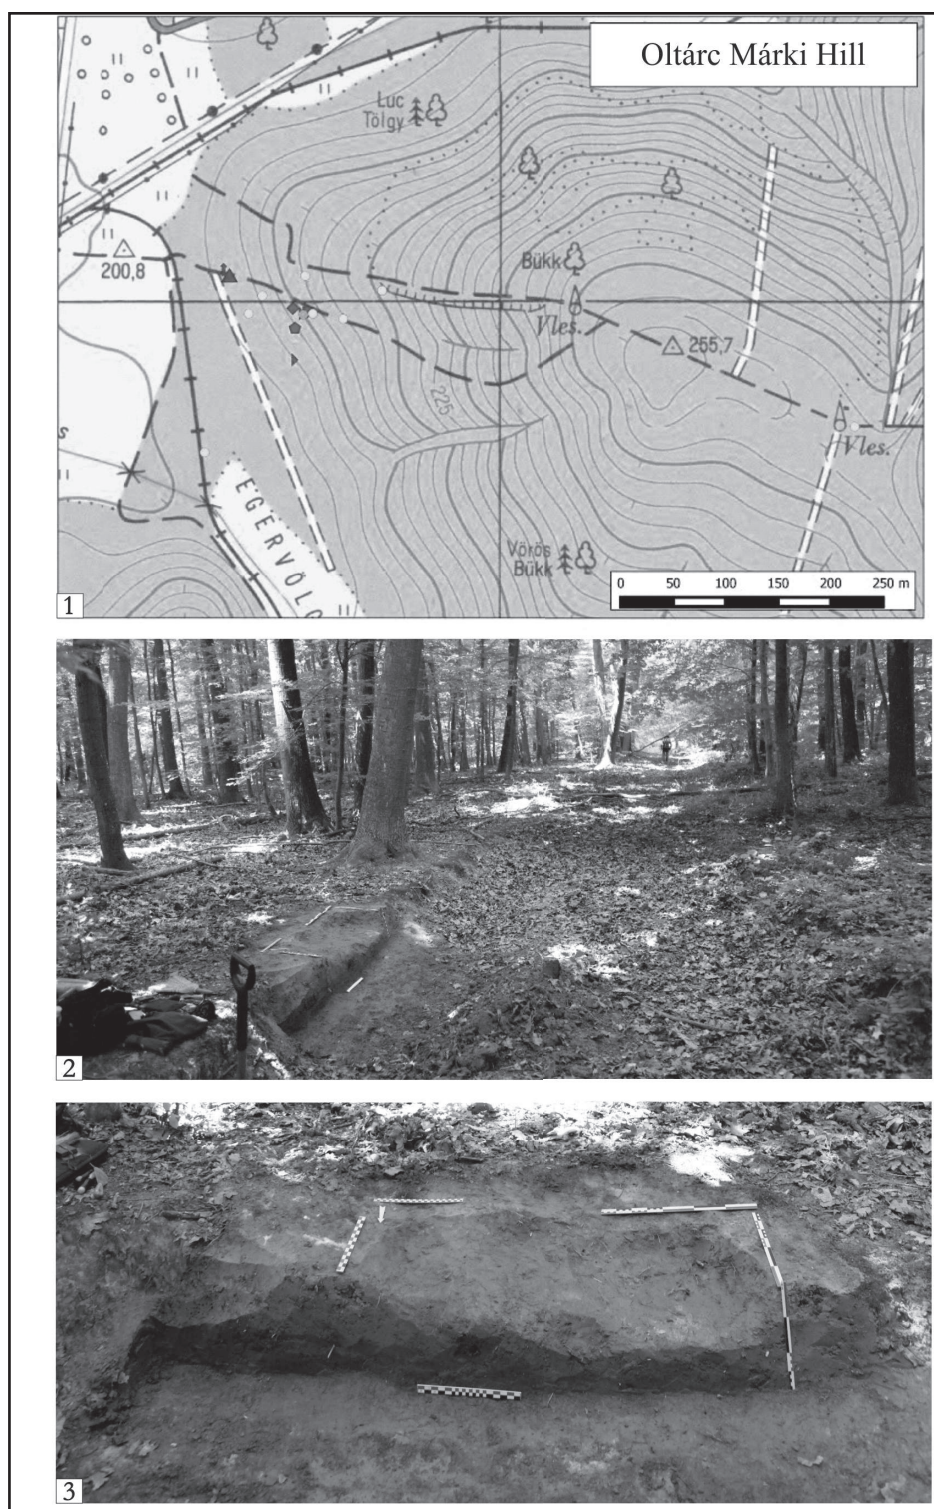 Oltárc Márki Hill
Luc
Tölgy
200,8
Bükk
Vles.
255,7
225
Vles.
s
EGERVÖLG
Vörös
Bükk
0 50 100 150 200 250 m
1
2
3